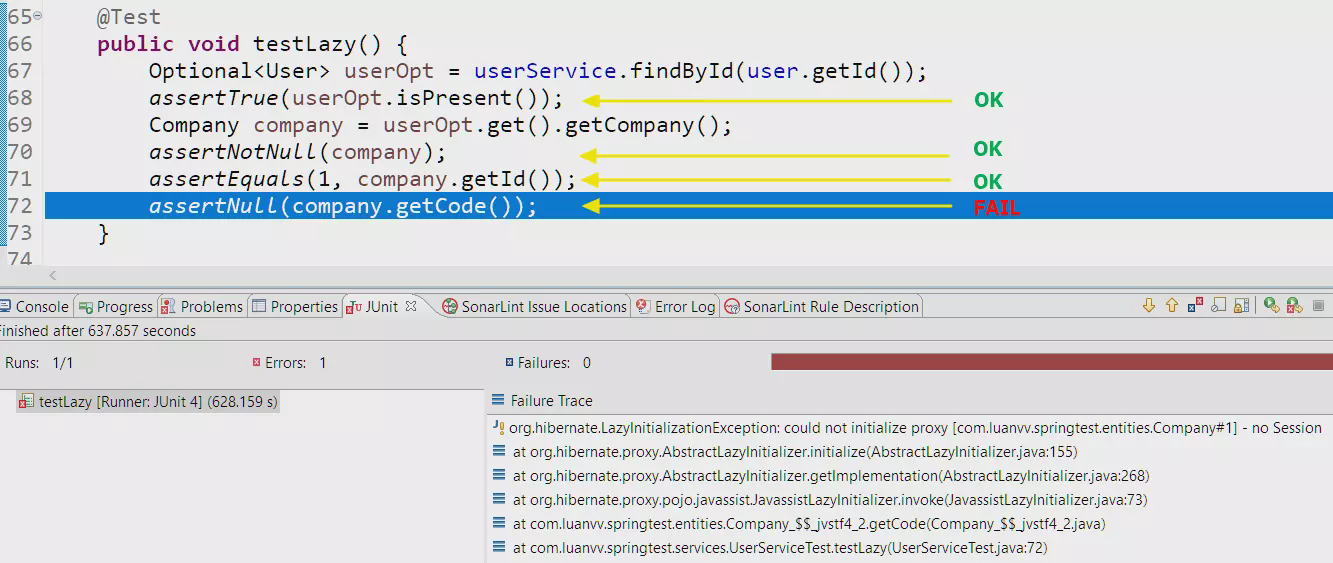 65 @Test
66 public void testLazy() {
67 Optional<User> userOpt = userService.findById(user.getId());
68 assertTrue(userOpt.isPresent()); OK
69 Company company = userOpt.get().getCompany();
70 assertNotNull(company); OK
71 assertEquals(1, company.getId()); OK
72 assertNull(company.getCode()); FAIL
73 }
74
Console Progress Problems Properties JUnit SonarLint Issue Locations Error Log SonarLint Rule Description
Finished after 637.857 seconds
Runs: 1/1 Errors: 1 Failures: 0
testLazy [Runner: JUnit 4] (628.159 s)
Failure Trace
org.hibernate.LazyInitializationException: could not initialize proxy [com.luanvv.springtest.entities.Company#1] - no Session
at org.hibernate.proxy.AbstractLazyInitializer.initialize(AbstractLazyInitializer.java:155)
at org.hibernate.proxy.AbstractLazyInitializer.getImplementation(AbstractLazyInitializer.java:268)
at org.hibernate.proxy.pojo.javassist.JavassistLazyInitializer.invoke(JavassistLazyInitializer.java:73)
at com.luanvv.springtest.entities.Company_$$_jvstf4_2.getCode(Company_$$_jvstf4_2.java)
at com.luanvv.springtest.services.UserServiceTest.testLazy(UserServiceTest.java:72)